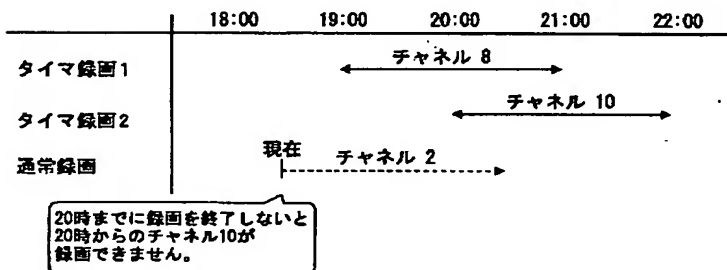 18:00 19:00 20:00 21:00 22:00
タイマ録画1 チャネル 8
タイマ録画2 チャネル 10
通常録画 現在 チャネル 2
20時までに録画を終了しないと
20時からのチャネル10が
録画できません。